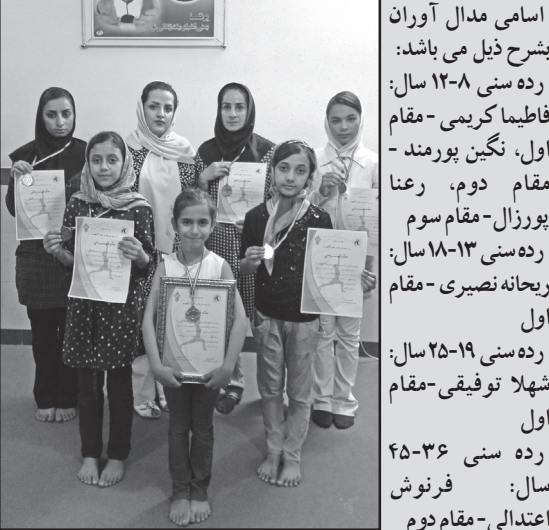 اسامی مدال آوران
بشرح ذیل می باشد:
رده سنی ۸-۱۲ سال:
فاطیما کریمی - مقام
اول، نگین پورمند -
مقام دوم، رعنا
پورزال - مقام سوم
رده‌سنی ۱۳-۱۸ سال:
ریحانه نصیری - مقام
اول
رده‌سنی ۱۹-۲۵ سال:
شهلا توفیقی-مقام
اول
رده سنی ۳۶-۴۵
سال: فرنوش
اعتدالی - مقام دوم